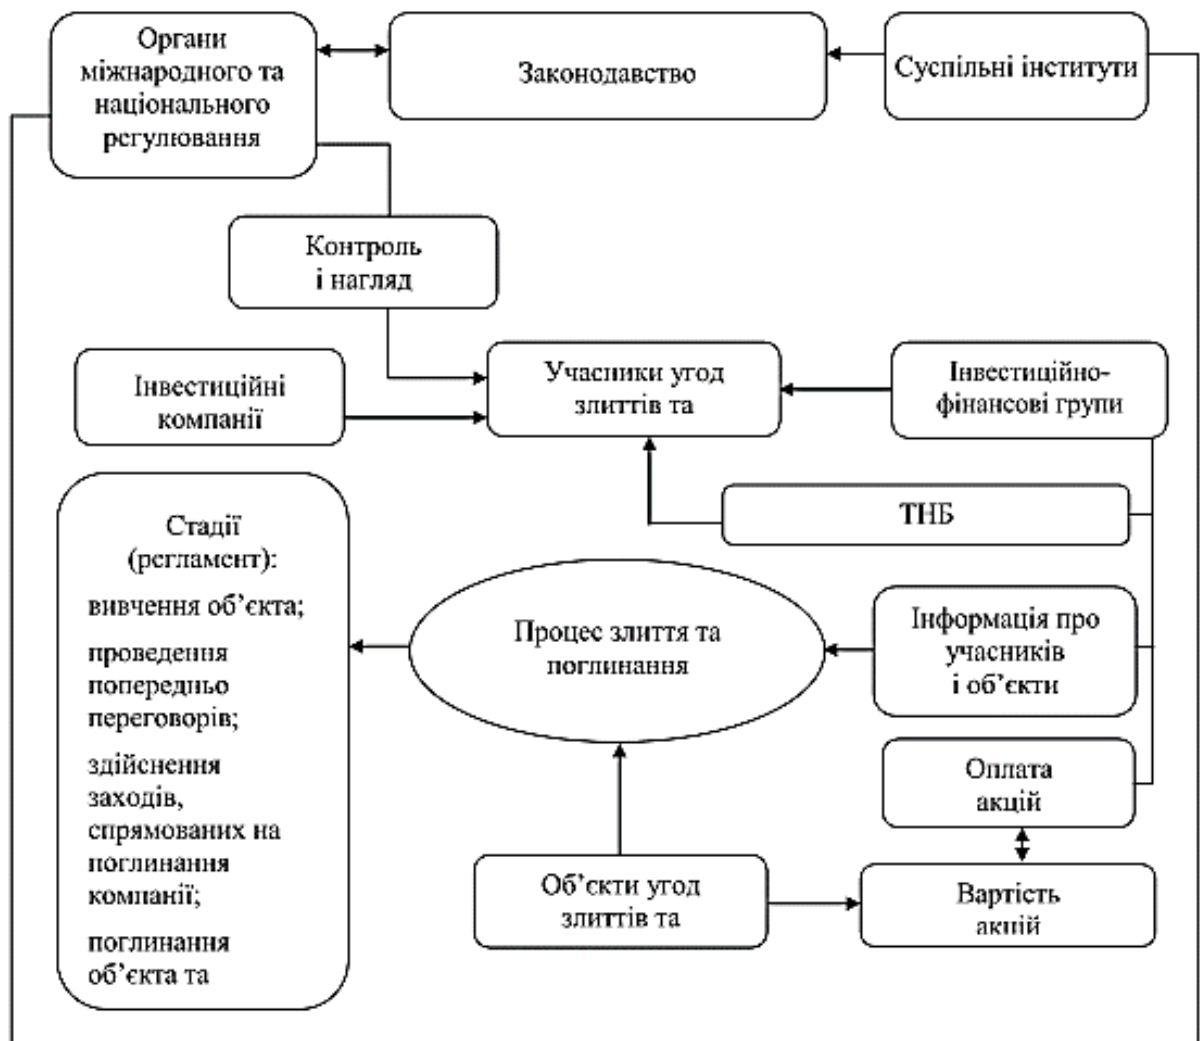 Органи
міжнародного та
національного
регулювання
Законодавство
Суспільні інститути
Контроль
і нагляд
Інвестиційні
компанії
Учасники угод
злиттів та
Інвестиційно-
фінансові групи
ТНБ
Стадії
(регламент):
вивчення об’єкта;
проведення
попередньо
переговорів;
здійснення
заходів,
спрямованих на
поглинання
компанії;
поглинання
об’єкта та
Процес злиття та
поглинання
Інформація про
учасників
і об’єкти
Оплата
акцій
Об’єкти угод
злиттів та
Вартість
акцій